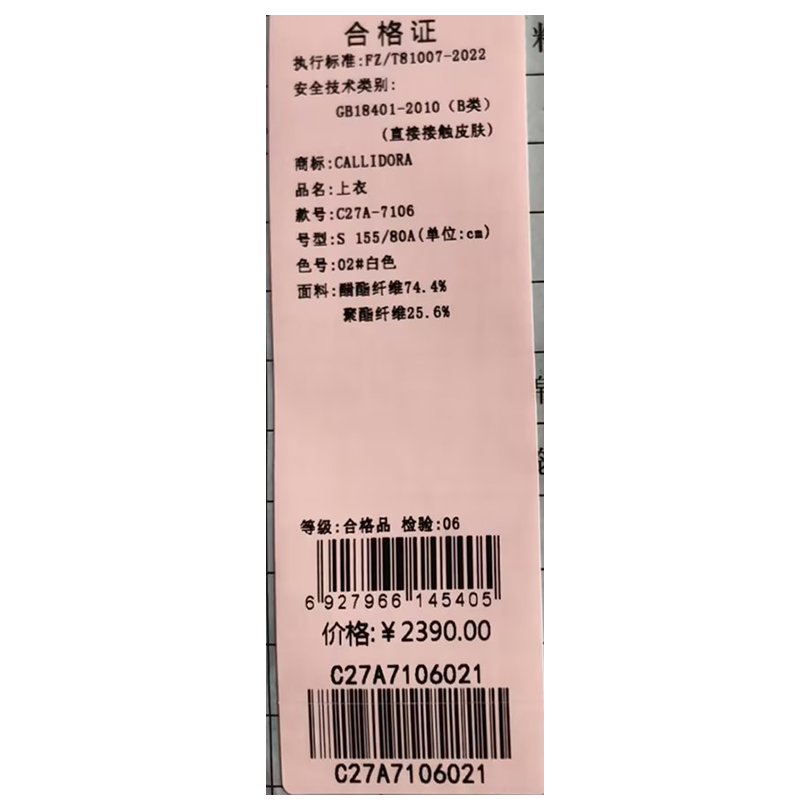 合格证
执行标准:FZ/T81007-2022
安全技术类别:
GB18401-2010（B类）
(直接接触皮肤)
商标:CALLIDORA
品名:上衣
款号:C27A-7106
号型:S 155/80A(单位:cm)
色号:02#白色
面料:醋酯纤维74.4%
聚酯纤维25.6%
等级:合格品 检验:06
6 927966 145405
价格:￥2390.00
C27A7106021
C27A7106021